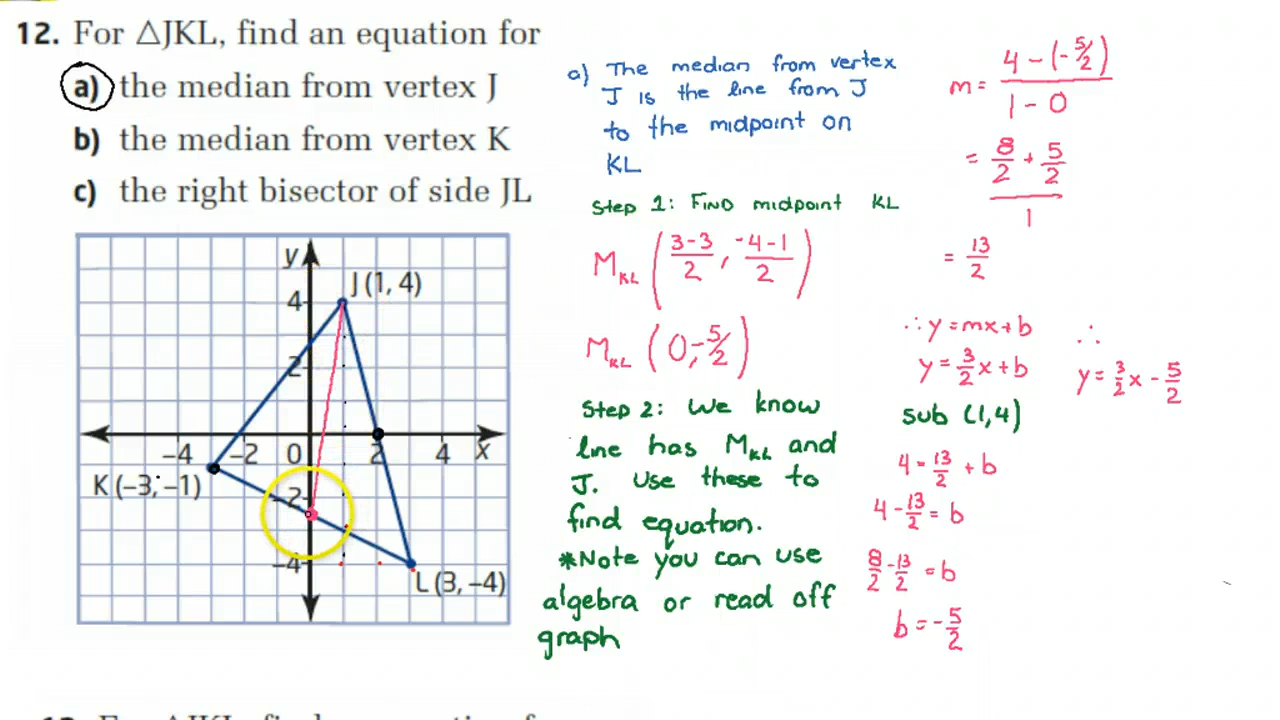 12. For △JKL, find an equation for
a) the median from vertex J
b) the median from vertex K
c) the right bisector of side JL
y
J (1, 4)
4
2
-4 -2 0 2 4 x
K (-3, -1)
-2
-4
L (3, -4)
a) The median from vertex
J is the line from J
to the midpoint on
KL
Step 1: Find midpoint KL
M_KL ( 3-3/2 , -4-1/2 )
M_KL ( 0, -5/2 )
Step 2: We know
line has M_KL and
J. Use these to
find equation.
*Note you can use
algebra or read off
graph
m = 4 - (-5/2) / 1 - 0
= 8/2 + 5/2 / 1
= 13/2
∴ y = mx + b
y = 3/2 x + b
sub (1, 4)
4 = 13/2 + b
4 - 13/2 = b
8/2 - 13/2 = b
b = -5/2
∴
y = 3/2 x - 5/2